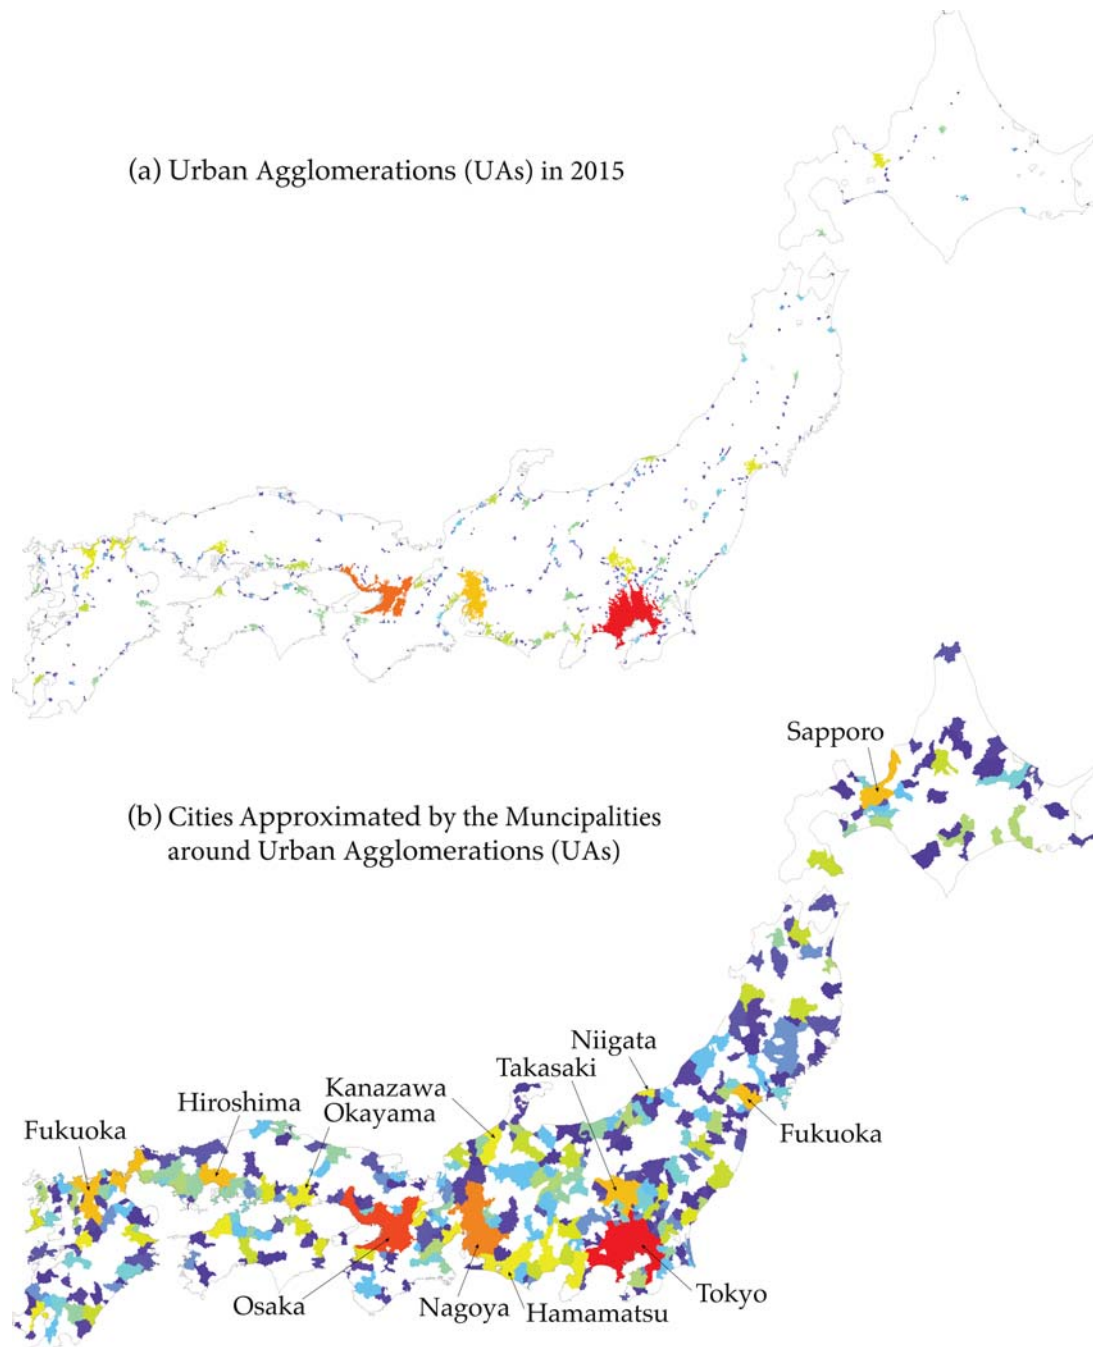 (a) Urban Agglomerations (UAs) in 2015
Sapporo
(b) Cities Approximated by the Muncipalities
around Urban Agglomerations (UAs)
Niigata
Takasaki
Kanazawa
Hiroshima
Okayama
Fukuoka
Fukuoka
Osaka
Nagoya
Hamamatsu
Tokyo